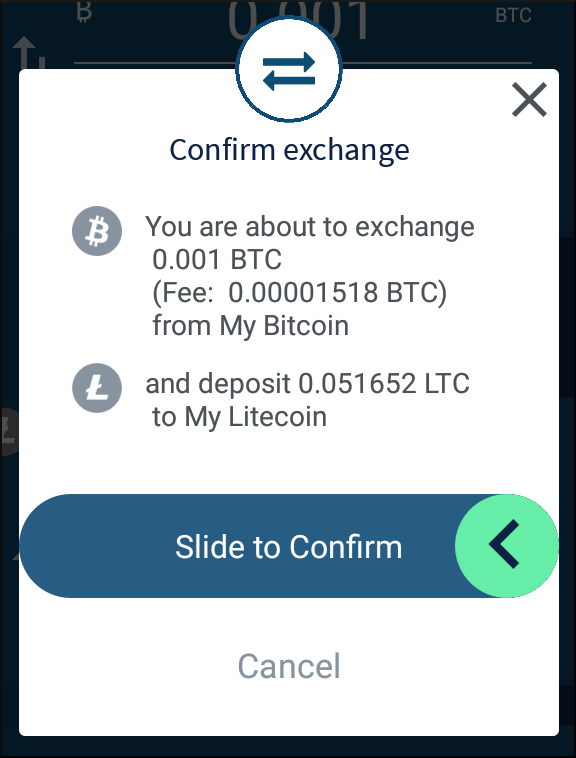 0.001
BTC
Confirm exchange
You are about to exchange
0.001 BTC
(Fee: 0.00001518 BTC)
from My Bitcoin
and deposit 0.051652 LTC
to My Litecoin
Slide to Confirm
Cancel